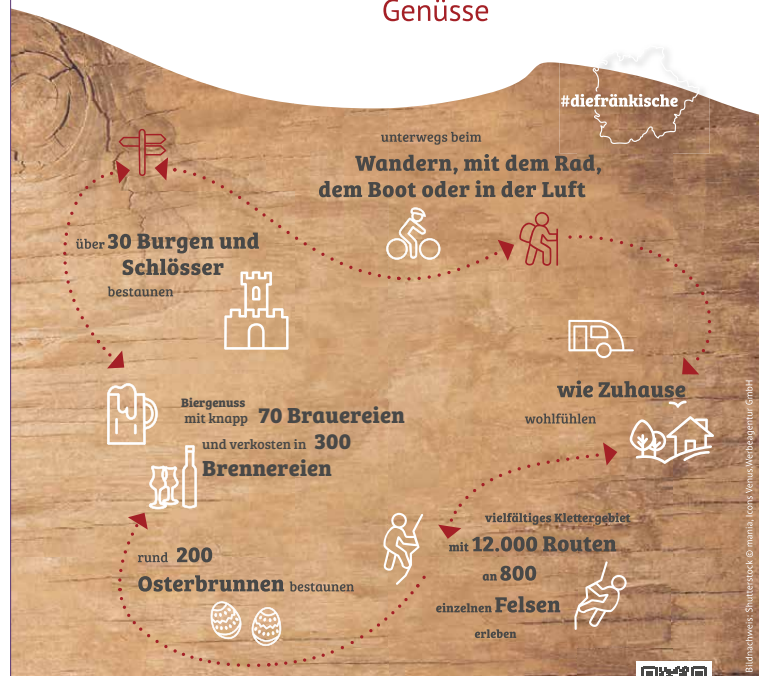 Genüsse
#diefränkische
unterwegs beim
Wandern, mit dem Rad,
dem Boot oder in der Luft
über 30 Burgen und
Schlösser
bestaunen
wie Zuhause
wohlfühlen
Biergenuss
mit knapp 70 Brauereien
und verkosten in 300
Brennereien
vielfältiges Klettergebiet
mit 12.000 Routen
an 800
einzelnen Felsen
erleben
rund 200
Osterbrunnen bestaunen
Bildnachweis: Shutterstock © mania, Icons Venus.Werbeagentur GmbH